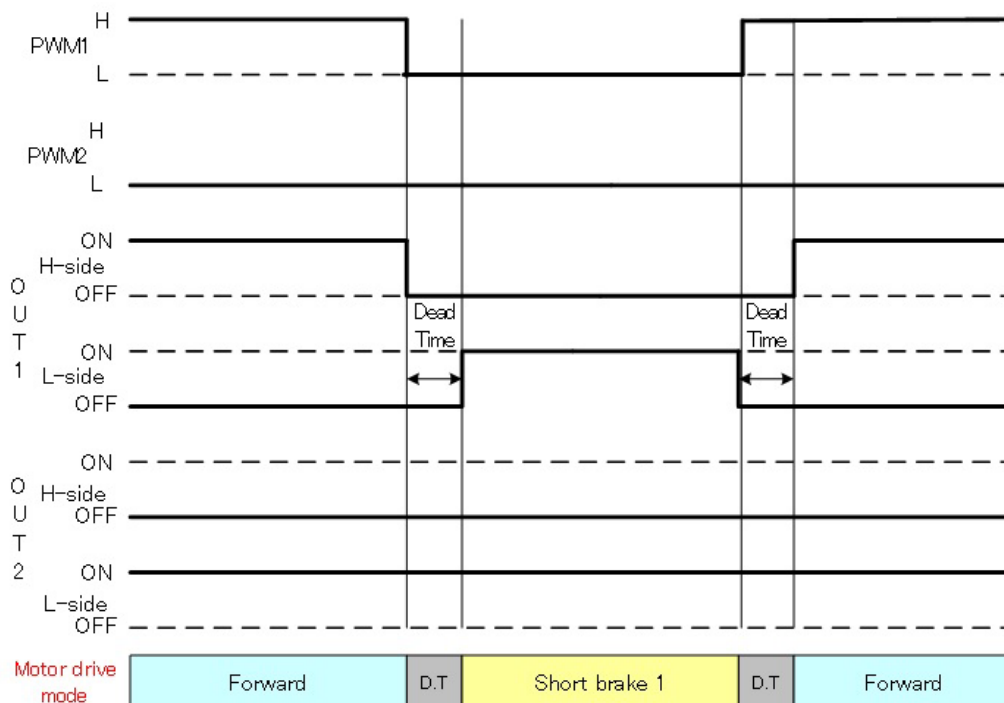 H
PWM1
L
H
PWM2
L
ON
H-side
OFF
Dead
Time
Dead
Time
ON
L-side
OFF
O
U
T
1
ON
H-side
OFF
ON
L-side
OFF
O
U
T
2
Motor drive
mode
Forward
D.T
Short brake 1
D.T
Forward